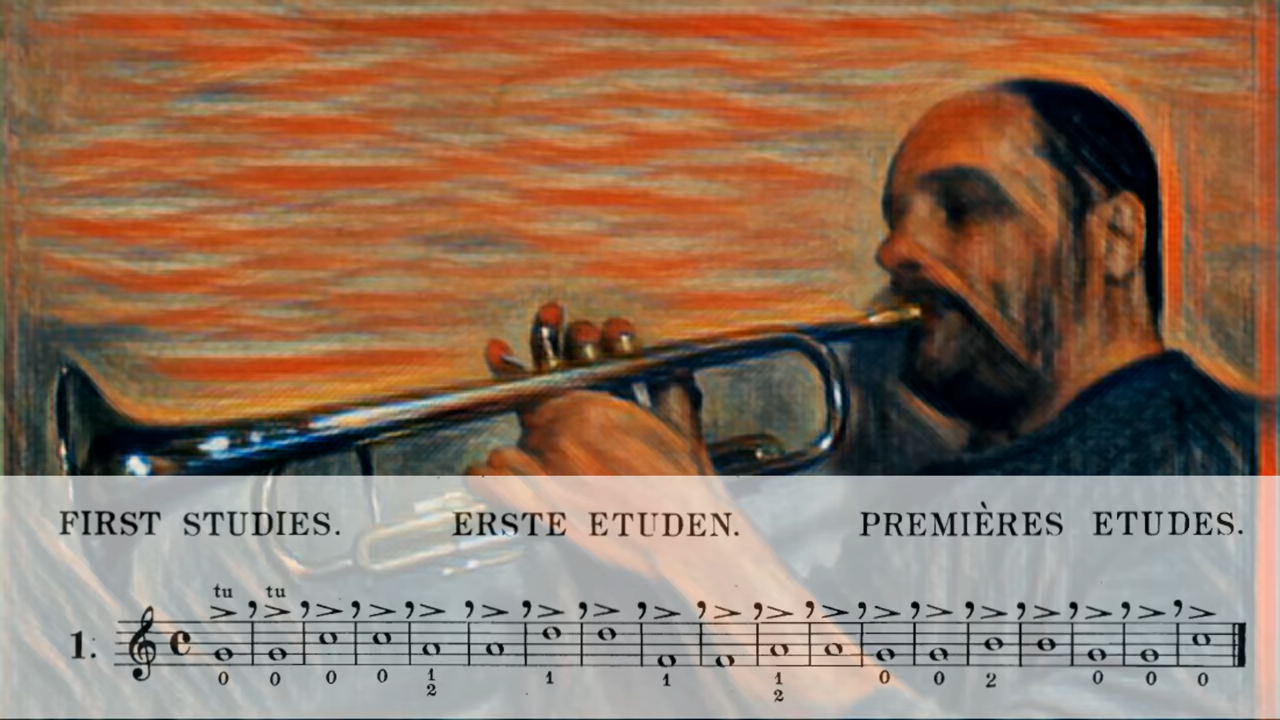 FIRST STUDIES. ERSTE ETUDEN. PREMIÈRES ETUDES.
tu tu
1.
0 0 0 0 1 1 1 1 0 0 2 0 0 0
2 2